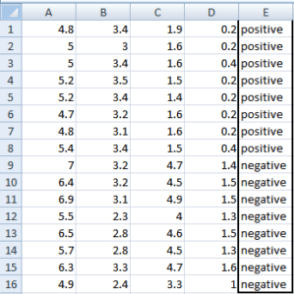 A B C D E
1 4.8 3.4 1.9 0.2 positive
2 5 3 1.6 0.2 positive
3 5 3.4 1.6 0.4 positive
4 5.2 3.5 1.5 0.2 positive
5 5.2 3.4 1.4 0.2 positive
6 4.7 3.2 1.6 0.2 positive
7 4.8 3.1 1.6 0.2 positive
8 5.4 3.4 1.5 0.4 positive
9 7 3.2 4.7 1.4 negative
10 6.4 3.2 4.5 1.5 negative
11 6.9 3.1 4.9 1.5 negative
12 5.5 2.3 4 1.3 negative
13 6.5 2.8 4.6 1.5 negative
14 5.7 2.8 4.5 1.3 negative
15 6.3 3.3 4.7 1.6 negative
16 4.9 2.4 3.3 1 negative